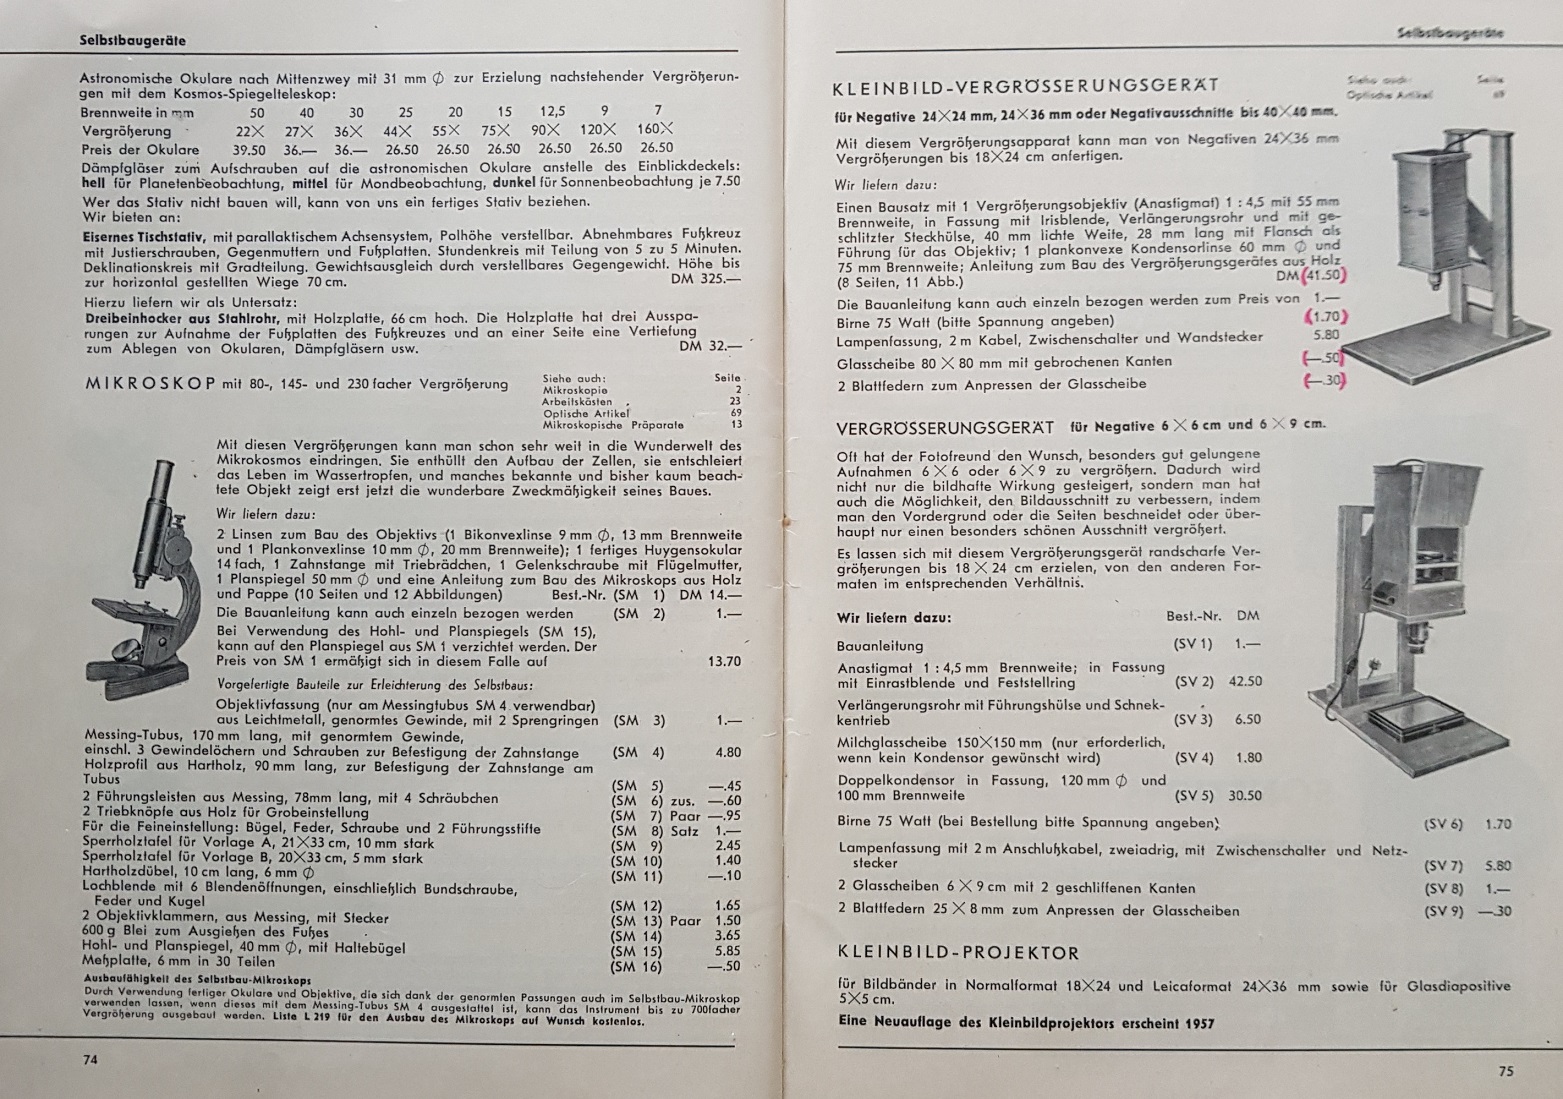 Selbstbaugeräte
Astronomische Okulare nach Mittenzwey mit 31 mm ∅ zur Erzielung nachstehender Vergrößerun-
gen mit dem Kosmos-Spiegelteleskop:
Brennweite in mm 50 40 30 25 20 15 12,5 9 7
Vergrößerung 22× 27× 36× 44× 55× 75× 90× 120× 160×
Preis der Okulare 39.50 36.— 36.— 26.50 26.50 26.50 26.50 26.50 26.50
Dämpfgläser zum Aufschrauben auf die astronomischen Okulare anstelle des Einblickdeckels:
hell für Planetenbeobachtung, mittel für Mondbeobachtung, dunkel für Sonnenbeobachtung je 7.50
Wer das Stativ nicht bauen will, kann von uns ein fertiges Stativ beziehen.
Wir bieten an:
Eisernes Tischstativ, mit parallaktischem Achsensystem, Polhöhe verstellbar. Abnehmbares Fußkreuz
mit Justierschrauben, Gegenmuttern und Fußplatten. Stundenkreis mit Teilung von 5 zu 5 Minuten.
Deklinationskreis mit Gradteilung. Gewichtsausgleich durch verstellbares Gegengewicht. Höhe bis
zur horizontal gestellten Wiege 70 cm. DM 325.—
Hierzu liefern wir als Untersatz:
Dreibeinhocker aus Stahlrohr, mit Holzplatte, 66 cm hoch. Die Holzplatte hat drei Ausspa-
rungen zur Aufnahme der Fußplatten des Fußkreuzes und an einer Seite eine Vertiefung
zum Ablegen von Okularen, Dämpfgläsern usw. DM 32.—
MIKROSKOP mit 80-, 145- und 230 facher Vergrößerung
Siehe auch: Seite
Mikroskopie 2
Arbeitskästen 23
Optische Artikel 69
Mikroskopische Präparate 13
Mit diesen Vergrößerungen kann man schon sehr weit in die Wunderwelt des
Mikrokosmos eindringen. Sie enthüllt den Aufbau der Zellen, sie entschleiert
das Leben im Wassertropfen, und manches bekannte und bisher kaum beach-
tete Objekt zeigt erst jetzt die wunderbare Zweckmäßigkeit seines Baues.
Wir liefern dazu:
2 Linsen zum Bau des Objektivs (1 Bikonvexlinse 9 mm ∅, 13 mm Brennweite
und 1 Plankonvexlinse 10 mm ∅, 20 mm Brennweite); 1 fertiges Huygensokular
14 fach, 1 Zahnstange mit Triebrädchen, 1 Gelenkschraube mit Flügelmutter,
1 Planspiegel 50 mm ∅ und eine Anleitung zum Bau des Mikroskops aus Holz
und Pappe (10 Seiten und 12 Abbildungen) Best.-Nr. (SM 1) DM 14.—
Die Bauanleitung kann auch einzeln bezogen werden (SM 2) 1.—
Bei Verwendung des Hohl- und Planspiegels (SM 15),
kann auf den Planspiegel aus SM 1 verzichtet werden. Der
Preis von SM 1 ermäßigt sich in diesem Falle auf 13.70
Vorgefertigte Bauteile zur Erleichterung des Selbstbaus:
Objektivfassung (nur am Messingtubus SM 4 verwendbar)
aus Leichtmetall, genormtes Gewinde, mit 2 Sprengringen (SM 3) 1.—
Messing-Tubus, 170 mm lang, mit genormtem Gewinde,
einschl. 3 Gewindelöchern und Schrauben zur Befestigung der Zahnstange (SM 4) 4.80
Holzprofil aus Hartholz, 90 mm lang, zur Befestigung der Zahnstange am
Tubus (SM 5) —.45
2 Führungsleisten aus Messing, 78mm lang, mit 4 Schräubchen (SM 6) zus. —.60
2 Triebknöpfe aus Holz für Grobeinstellung (SM 7) Paar —.95
Für die Feineinstellung: Bügel, Feder, Schraube und 2 Führungsstifte (SM 8) Satz 1.—
Sperrholztafel für Vorlage A, 21×33 cm, 10 mm stark (SM 9) 2.45
Sperrholztafel für Vorlage B, 20×33 cm, 5 mm stark (SM 10) 1.40
Hartholzdübel, 10 cm lang, 6 mm ∅ (SM 11) —.10
Lochblende mit 6 Blendenöffnungen, einschließlich Bundschraube,
Feder und Kugel (SM 12) 1.65
2 Objektivklammern, aus Messing, mit Stecker (SM 13) Paar 1.50
600 g Blei zum Ausgießen des Fußes (SM 14) 3.65
Hohl- und Planspiegel, 40 mm ∅, mit Haltebügel (SM 15) 5.85
Meßplatte, 6 mm in 30 Teilen (SM 16) —.50
Ausbaufähigkeit des Selbstbau-Mikroskops
Durch Verwendung fertiger Okulare und Objektive, die sich dank der genormten Passungen auch im Selbstbau-Mikroskop
verwenden lassen, wenn dieses mit dem Messing-Tubus SM 4 ausgestattet ist, kann das Instrument bis zu 700facher
Vergrößerung ausgebaut werden. Liste L 219 für den Ausbau des Mikroskops auf Wunsch kostenlos.
74
Selbstbaugeräte
KLEINBILD-VERGRÖSSERUNGSGERÄT
Siehe auch: Seite
Optische Artikel 69
für Negative 24×24 mm, 24×36 mm oder Negativausschnitte bis 40×40 mm.
Mit diesem Vergrößerungsapparat kann man von Negativen 24×36 mm
Vergrößerungen bis 18×24 cm anfertigen.
Wir liefern dazu:
Einen Bausatz mit 1 Vergrößerungsobjektiv (Anastigmat) 1 : 4,5 mit 55 mm
Brennweite, in Fassung mit Irisblende, Verlängerungsrohr und mit ge-
schlitzter Steckhülse, 40 mm lichte Weite, 28 mm lang mit Flansch als
Führung für das Objektiv; 1 plankonvexe Kondensorlinse 60 mm ∅ und
75 mm Brennweite; Anleitung zum Bau des Vergrößerungsgerätes aus Holz
(8 Seiten, 11 Abb.) DM (41.50)
Die Bauanleitung kann auch einzeln bezogen werden zum Preis von 1.—
Birne 75 Watt (bitte Spannung angeben) (1.70)
Lampenfassung, 2 m Kabel, Zwischenschalter und Wandstecker 5.80
Glasscheibe 80 × 80 mm mit gebrochenen Kanten (—.50)
2 Blattfedern zum Anpressen der Glasscheibe (—.30)
VERGRÖSSERUNGSGERÄT für Negative 6 × 6 cm und 6 × 9 cm.
Oft hat der Fotofreund den Wunsch, besonders gut gelungene
Aufnahmen 6 × 6 oder 6 × 9 zu vergrößern. Dadurch wird
nicht nur die bildhafte Wirkung gesteigert, sondern man hat
auch die Möglichkeit, den Bildausschnitt zu verbessern, indem
man den Vordergrund oder die Seiten beschneidet oder über-
haupt nur einen besonders schönen Ausschnitt vergrößert.
Es lassen sich mit diesem Vergrößerungsgerät randscharfe Ver-
größerungen bis 18 × 24 cm erzielen, von den anderen For-
maten im entsprechenden Verhältnis.
Wir liefern dazu: Best.-Nr. DM
Bauanleitung (SV 1) 1.—
Anastigmat 1 : 4,5 mm Brennweite; in Fassung
mit Einrastblende und Feststellring (SV 2) 42.50
Verlängerungsrohr mit Führungshülse und Schnek-
kentrieb (SV 3) 6.50
Milchglasscheibe 150×150 mm (nur erforderlich,
wenn kein Kondensor gewünscht wird) (SV 4) 1.80
Doppelkondensor in Fassung, 120 mm ∅ und
100 mm Brennweite (SV 5) 30.50
Birne 75 Watt (bei Bestellung bitte Spannung angeben) (SV 6) 1.70
Lampenfassung mit 2 m Anschlußkabel, zweiadrig, mit Zwischenschalter und Netz-
stecker (SV 7) 5.80
2 Glasscheiben 6 × 9 cm mit 2 geschliffenen Kanten (SV 8) 1.—
2 Blattfedern 25 × 8 mm zum Anpressen der Glasscheiben (SV 9) —.30
KLEINBILD-PROJEKTOR
für Bildbänder in Normalformat 18×24 und Leicaformat 24×36 mm sowie für Glasdiapositive
5×5 cm.
Eine Neuauflage des Kleinbildprojektors erscheint 1957
75